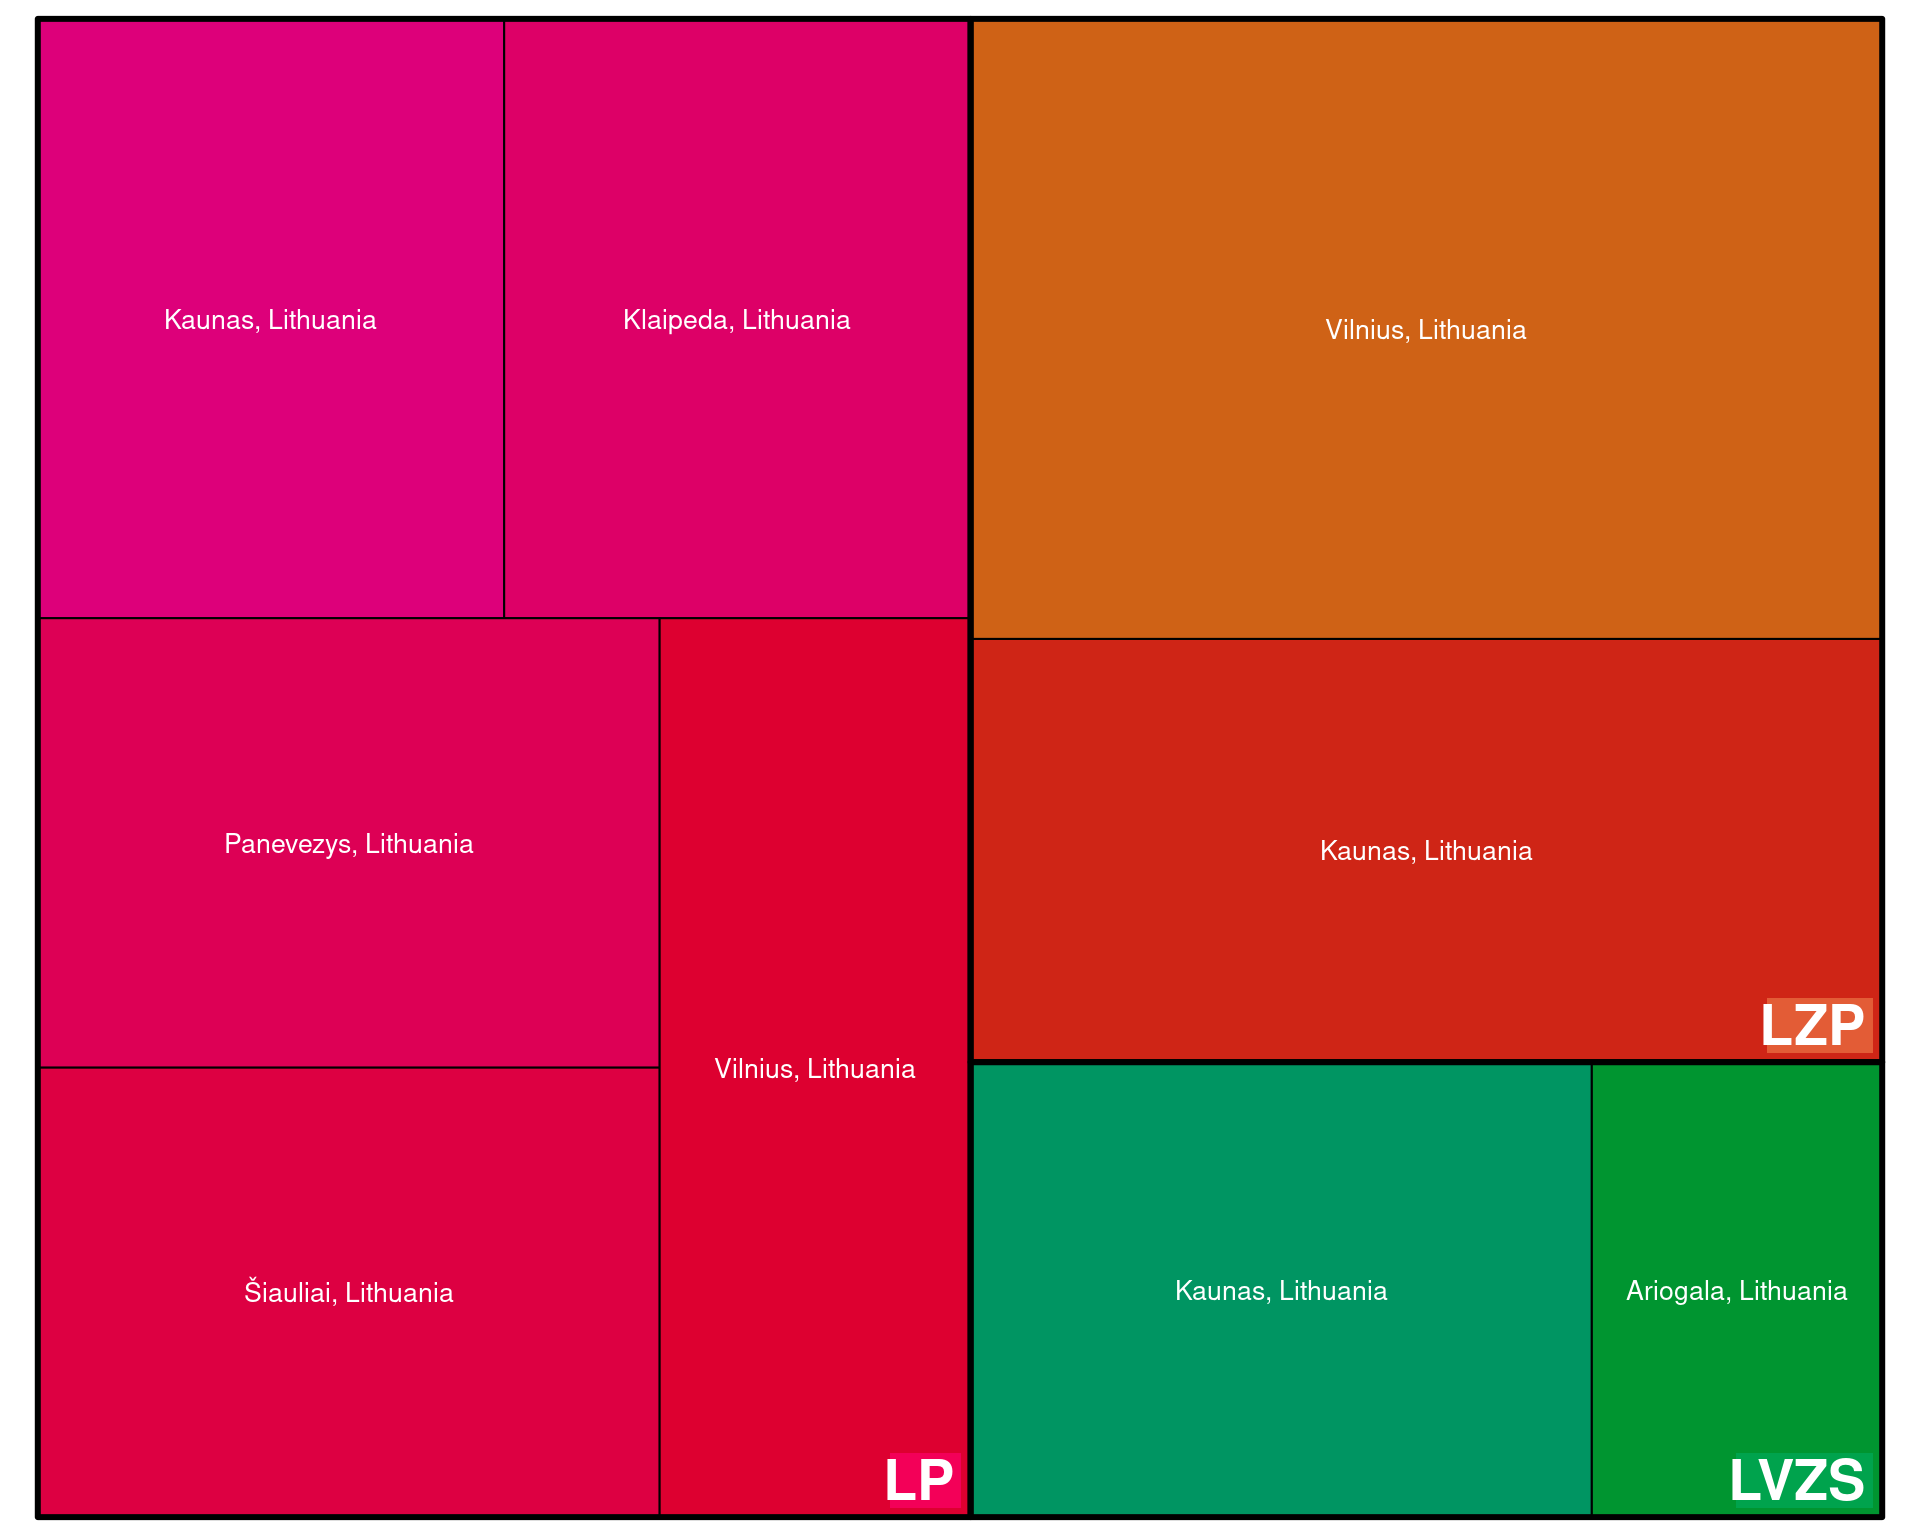 Kaunas, Lithuania
Klaipeda, Lithuania
Panevezys, Lithuania
Šiauliai, Lithuania
Vilnius, Lithuania
LP
Vilnius, Lithuania
Kaunas, Lithuania
LZP
Kaunas, Lithuania
Ariogala, Lithuania
LVZS